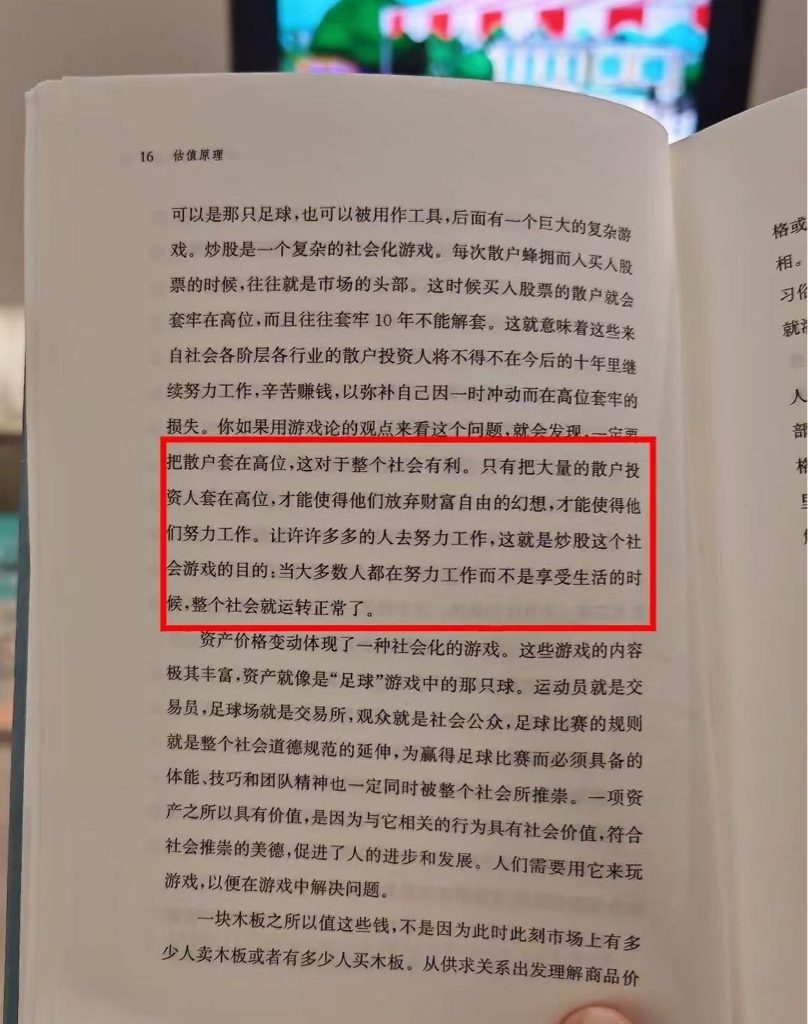 16 估值原理
可以是那只足球,也可以被用作工具,后面有一个巨大的复杂游
戏。炒股是一个复杂的社会化游戏。每次散户蜂拥而入买入股
票的时候,往往就是市场的头部。这时候买入股票的散户就会
套牢在高位,而且往往套牢 10 年不能解套。这就意味着这些来
自社会各阶层各行业的散户投资人将不得不在今后的十年里继
续努力工作,辛苦赚钱,以弥补自己因一时冲动而在高位套牢的
损失。你如果用游戏论的观点来看这个问题,就会发现,一定要
把散户套在高位,这对于整个社会有利。只有把大量的散户投
资人套在高位,才能使得他们放弃财富自由的幻想,才能使得他
们努力工作。让许许多多的人去努力工作,这就是炒股这个社
会游戏的目的:当大多数人都在努力工作而不是享受生活的时
候,整个社会就运转正常了。
资产价格变动体现了一种社会化的游戏。这些游戏的内容
极其丰富,资产就像是“足球”游戏中的那只球。运动员就是交
易员,足球场就是交易所,观众就是社会公众,足球比赛的规则
就是整个社会道德规范的延伸,为赢得足球比赛而必须具备的
体能、技巧和团队精神也一定同时被整个社会所推崇。一项资
产之所以具有价值,是因为与它相关的行为具有社会价值,符合
社会推崇的美德,促进了人的进步和发展。人们需要用它来玩
游戏,以便在游戏中解决问题。
一块木板之所以值这些钱,不是因为此时此刻市场上有多
少人卖木板或者有多少人买木板。从供求关系出发理解商品价
格或
相。
习俗
就
人
部
格
里